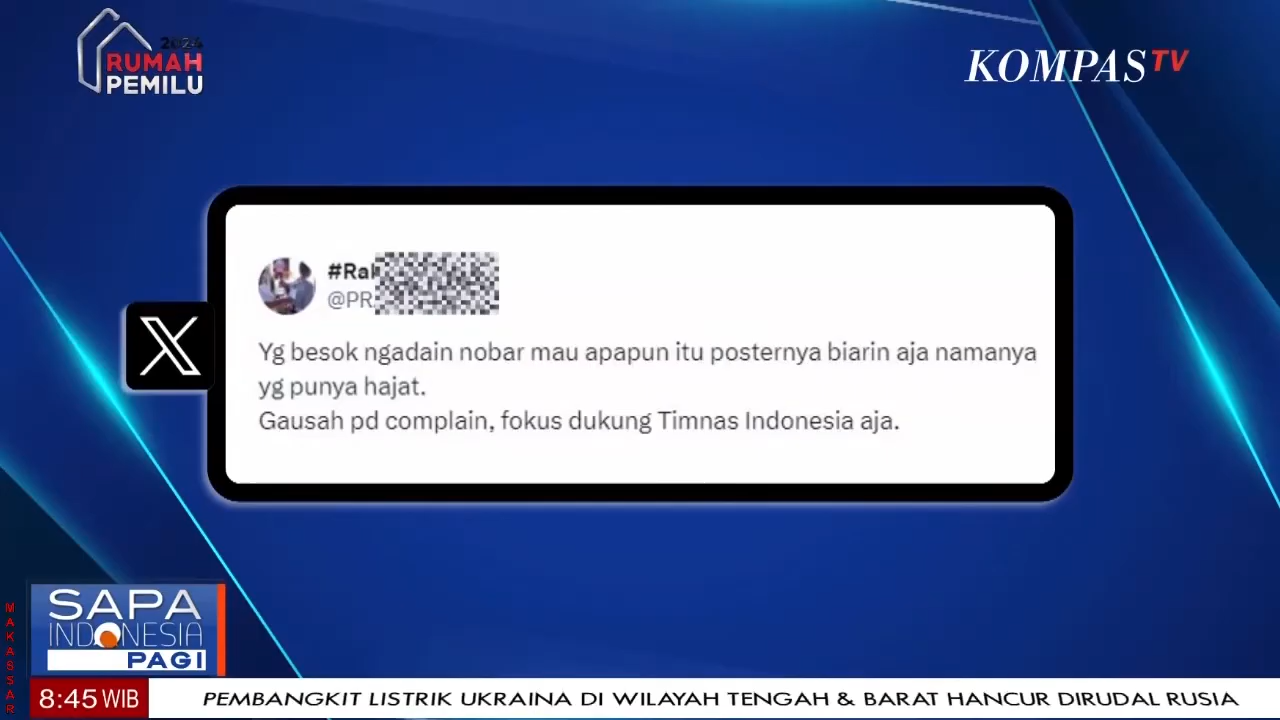 2024
RUMAH
PEMILU
KOMPAS TV
#Ral
@PR
X
Yg besok ngadain nobar mau apapun itu posternya biarin aja namanya
yg punya hajat.
Gausah pd complain, fokus dukung Timnas Indonesia aja.
SAPA
INDONESIA
PAGI
MAKASSAR
8:45 WIB
PEMBANGKIT LISTRIK UKRAINA DI WILAYAH TENGAH & BARAT HANCUR DIRUDAL RUSIA